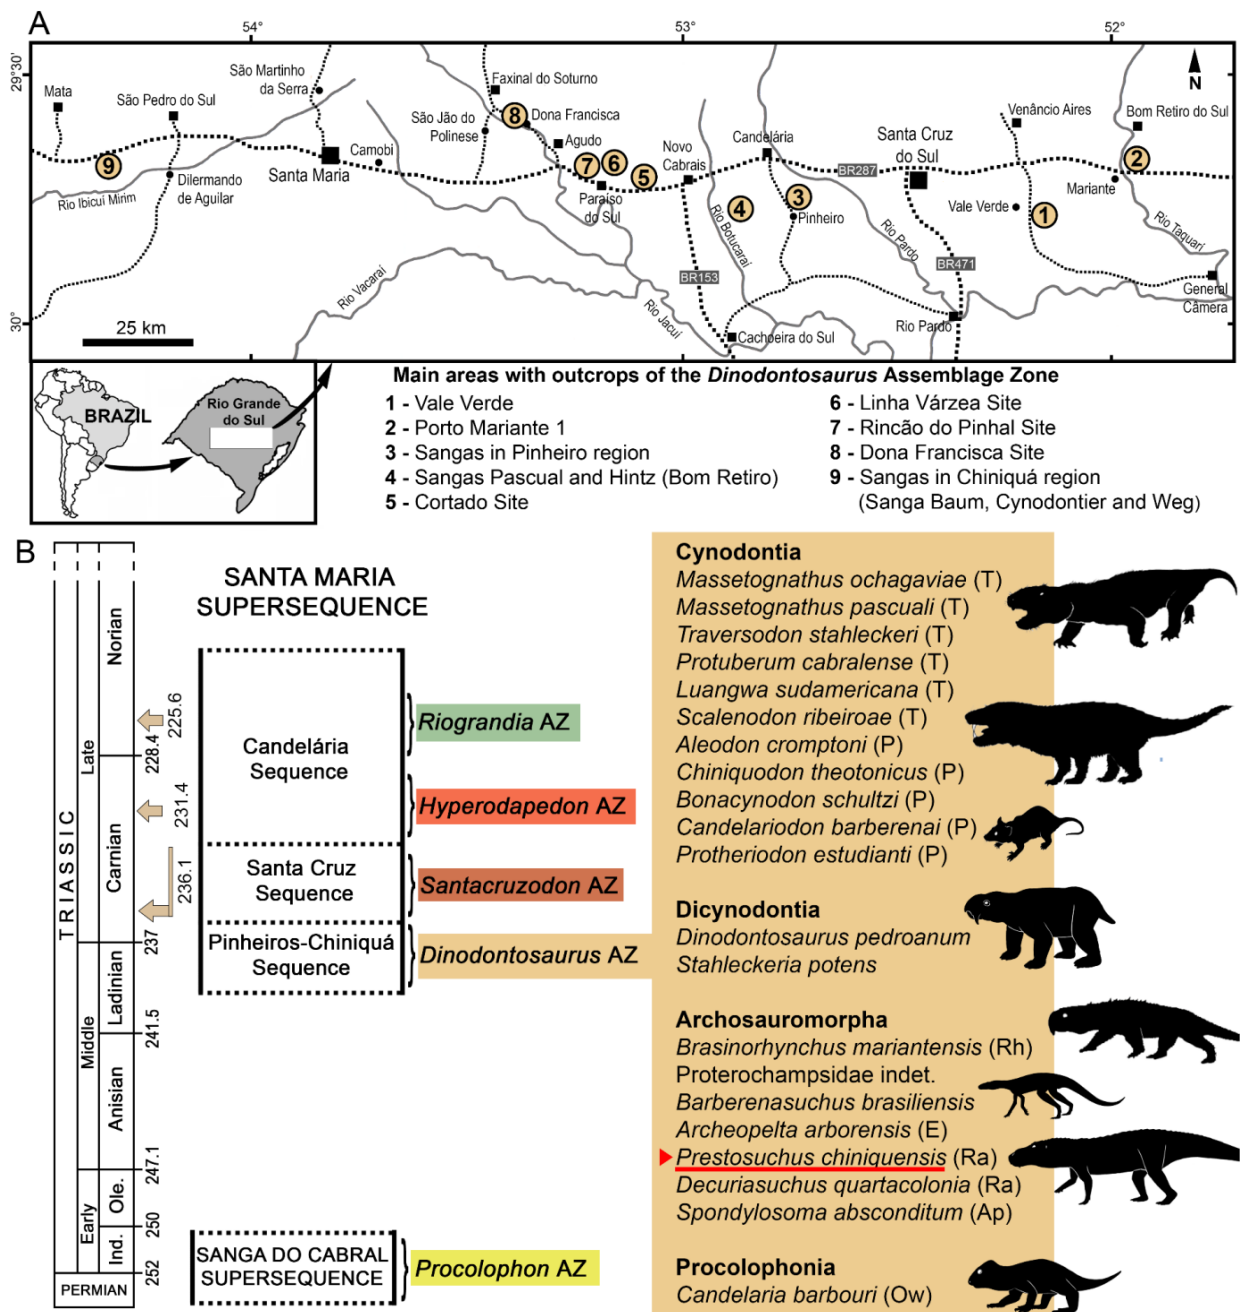 A
54°
53°
52°
29°30'
30°
N
Mata
São Pedro do Sul
São Martinho
da Serra
Faxinal do Soturno
São Jão do
Polinese
8
Dona Francisca
Agudo
Camobi
Santa Maria
9
Dilermando
de Aguilar
Rio Ibicuí Mirim
7
6
5
Paraíso
do Sul
Novo
Cabrais
Candelária
Santa Cruz
do Sul
Venâncio Aires
Bom Retiro do Sul
2
Mariante
BR287
4
3
Pinheiro
Vale Verde
1
Rio Taquarí
Rio Botucaraí
Rio Pardo
BR153
BR471
Rio Vacaraí
Rio Jacuí
General
Câmera
Rio Pardo
Cachoeira do Sul
25 km
BRAZIL
Rio Grande
do Sul
Main areas with outcrops of the Dinodontosaurus Assemblage Zone
1 - Vale Verde
2 - Porto Mariante 1
3 - Sangas in Pinheiro region
4 - Sangas Pascual and Hintz (Bom Retiro)
5 - Cortado Site
6 - Linha Várzea Site
7 - Rincão do Pinhal Site
8 - Dona Francisca Site
9 - Sangas in Chiniquá region
(Sanga Baum, Cynodontier and Weg)
B
TRIASSIC
Late
Middle
Early
Norian
Carnian
Ladinian
Anisian
Ole.
Ind.
PERMIAN
228.4
237
241.5
247.1
250
252
225.6
231.4
236.1
SANTA MARIA
SUPERSEQUENCE
Candelária
Sequence
Santa Cruz
Sequence
Pinheiros-Chiniquá
Sequence
SANGA DO CABRAL
SUPERSEQUENCE
Riograndia AZ
Hyperodapedon AZ
Santacruzodon AZ
Dinodontosaurus AZ
Procolophon AZ
Cynodontia
Massetognathus ochagaviae (T)
Massetognathus pascuali (T)
Traversodon stahleckeri (T)
Protuberum cabralense (T)
Luangwa sudamericana (T)
Scalenodon ribeiroae (T)
Aleodon cromptoni (P)
Chiniquodon theotonicus (P)
Bonacynodon schultzi (P)
Candelariodon barberenai (P)
Protheriodon estudianti (P)
Dicynodontia
Dinodontosaurus pedroanum
Stahleckeria potens
Archosauromorpha
Brasinorhynchus mariantensis (Rh)
Proterochampsidae indet.
Barberenasuchus brasiliensis
Archeopelta arborensis (E)
Prestosuchus chiniquensis (Ra)
Decuriasuchus quartacolonia (Ra)
Spondylosoma absconditum (Ap)
Procolophonia
Candelaria barbouri (Ow)